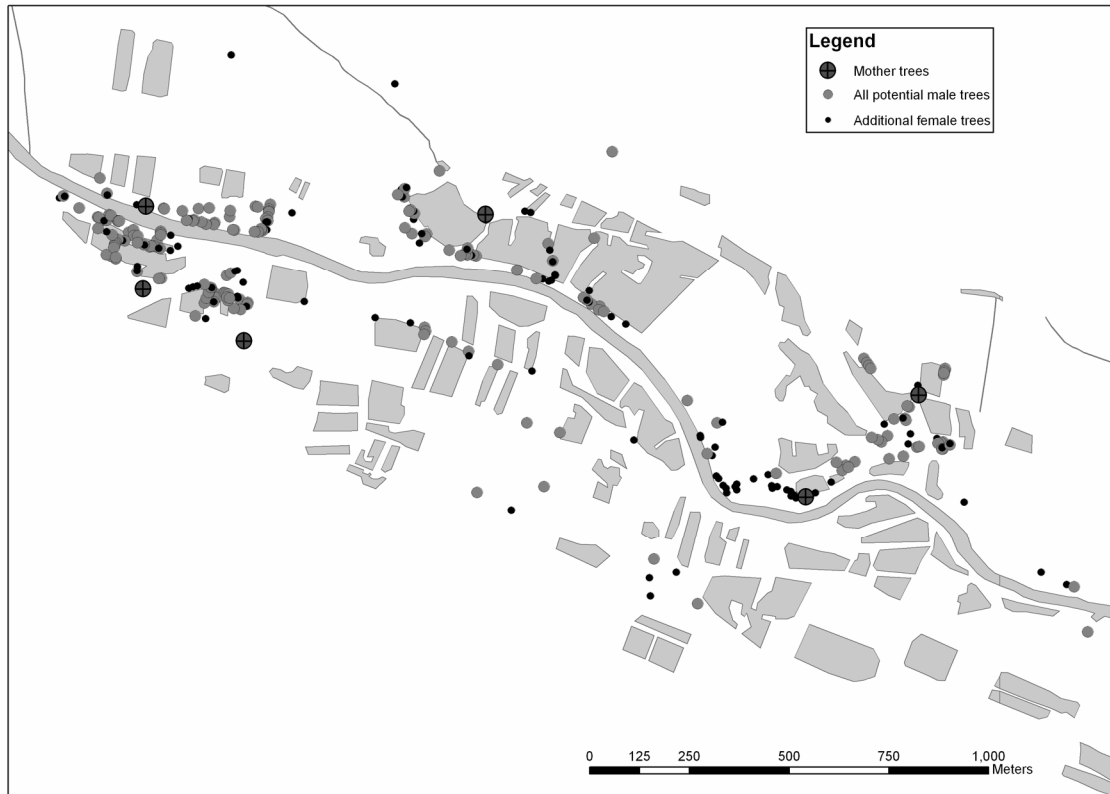 Legend
Mother trees
All potential male trees
Additional female trees
0 125 250 500 750 1,000
Meters